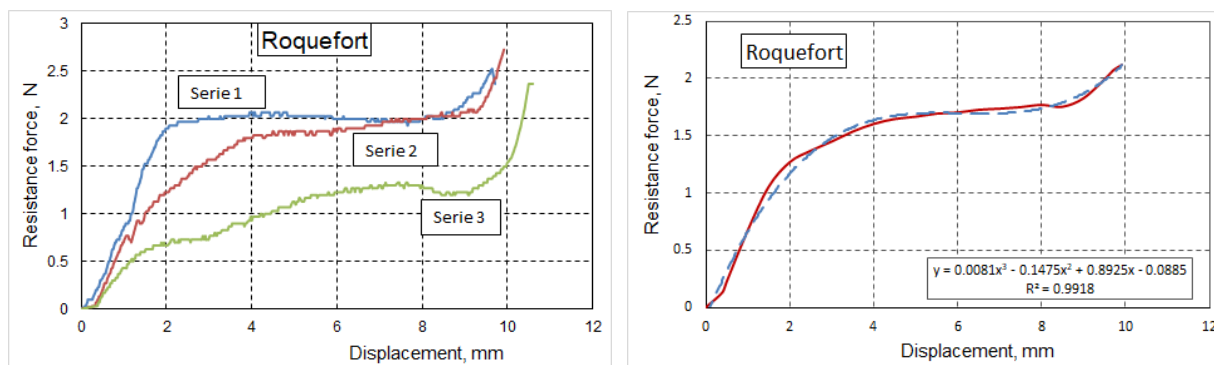 Roquefort
Resistance force, N
3
2.5
2
1.5
1
0.5
0
Serie 1
Serie 2
Serie 3
0 2 4 6 8 10 12
Displacement, mm
Roquefort
Resistance force, N
2.5
2
1.5
1
0.5
0
y = 0.0081x³ - 0.1475x² + 0.8925x - 0.0885
R² = 0.9918
0 2 4 6 8 10 12
Displacement, mm